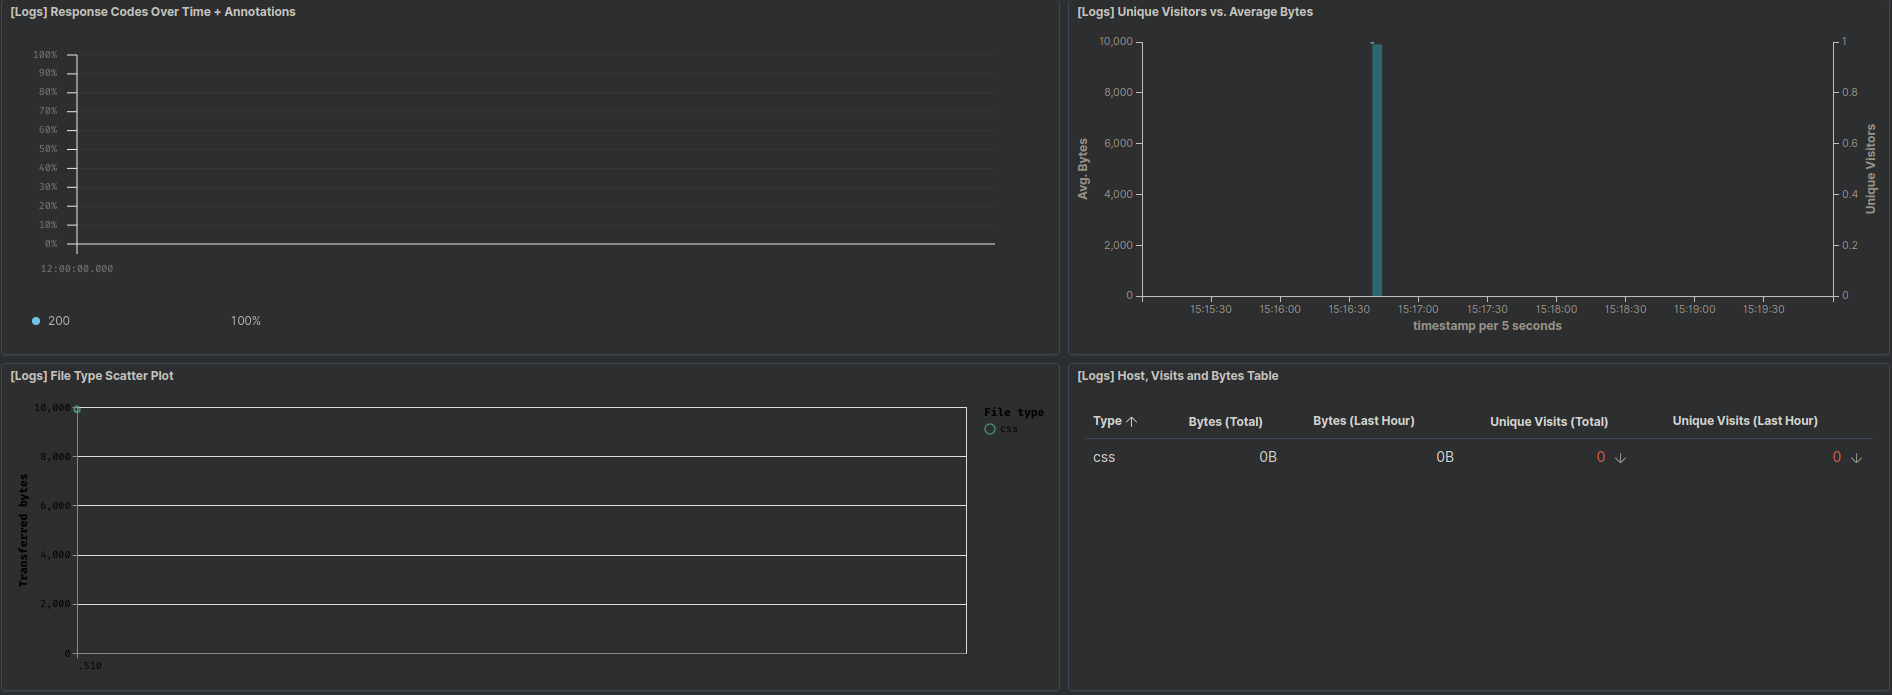 [Logs] Response Codes Over Time + Annotations
100%
90%
80%
70%
60%
50%
40%
30%
20%
10%
0%
12:00:00.000
200 100%
[Logs] Unique Visitors vs. Average Bytes
10,000
8,000
6,000
4,000
2,000
0
Avg. Bytes
1
0.8
0.6
0.4
0.2
0
Unique Visitors
15:15:30 15:16:00 15:16:30 15:17:00 15:17:30 15:18:00 15:18:30 15:19:00 15:19:30
timestamp per 5 seconds
[Logs] File Type Scatter Plot
10,000
8,000
6,000
4,000
2,000
0
Transferred bytes
.510
File type
css
[Logs] Host, Visits and Bytes Table
Type Bytes (Total) Bytes (Last Hour) Unique Visits (Total) Unique Visits (Last Hour)
css 0B 0B 0 0